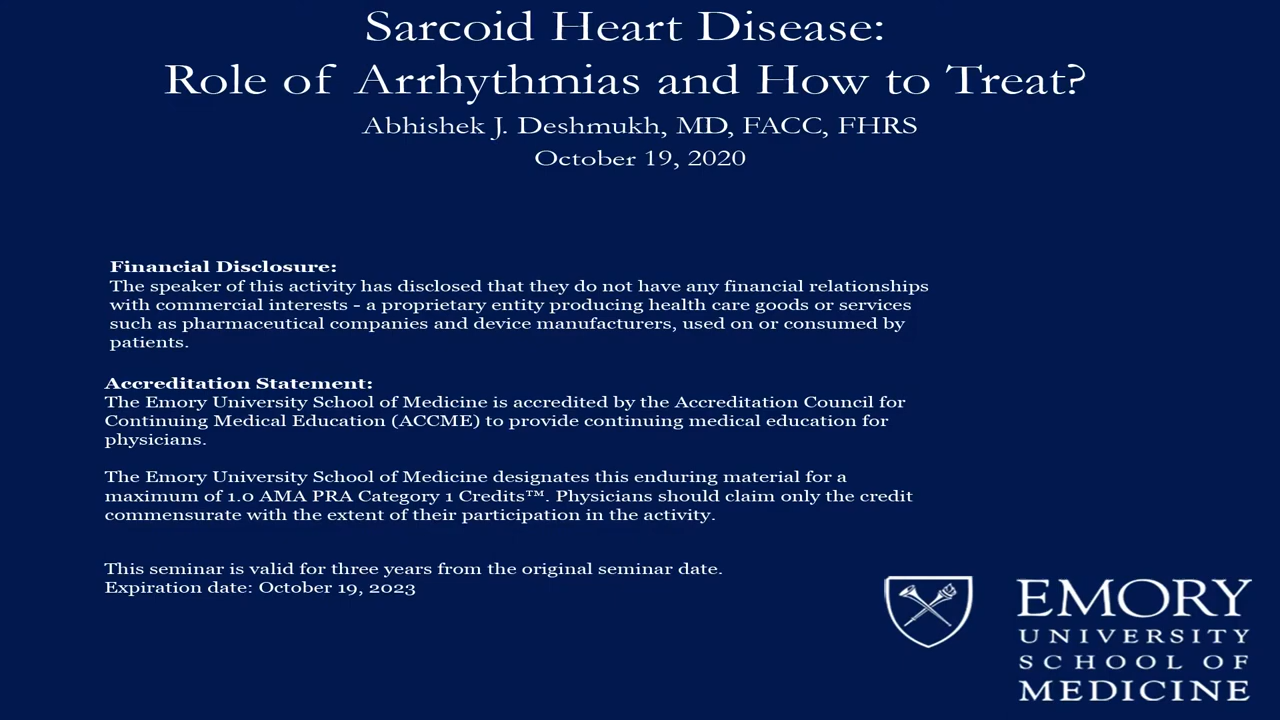 Sarcoid Heart Disease:
Role of Arrhythmias and How to Treat?
Abhishek J. Deshmukh, MD, FACC, FHRS
October 19, 2020
Financial Disclosure:
The speaker of this activity has disclosed that they do not have any financial relationships
with commercial interests - a proprietary entity producing health care goods or services
such as pharmaceutical companies and device manufacturers, used on or consumed by
patients.
Accreditation Statement:
The Emory University School of Medicine is accredited by the Accreditation Council for
Continuing Medical Education (ACCME) to provide continuing medical education for
physicians.
The Emory University School of Medicine designates this enduring material for a
maximum of 1.0 AMA PRA Category 1 Credits™. Physicians should claim only the credit
commensurate with the extent of their participation in the activity.
This seminar is valid for three years from the original seminar date.
Expiration date: October 19, 2023
EMORY
UNIVERSITY
SCHOOL OF
MEDICINE